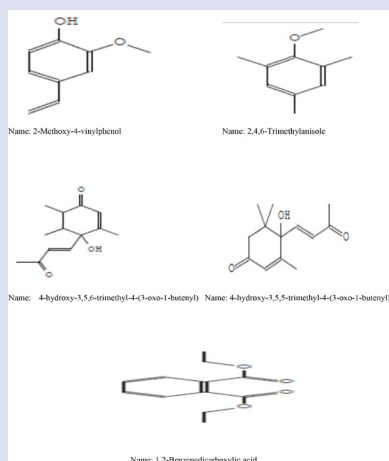 OH
O
Name: 2-Methoxy-4-vinylphenol
O
Name: 2,4,6-Trimethylanisole
O
OH
O
Name: 4-hydroxy-3,5,6-trimethyl-4-(3-oxo-1-butenyl)
OH
O
O
Name: 4-hydroxy-3,5,5-trimethyl-4-(3-oxo-1-butenyl)
O
O
O
O
Name: 1,2-Benzenedicarboxylic acid